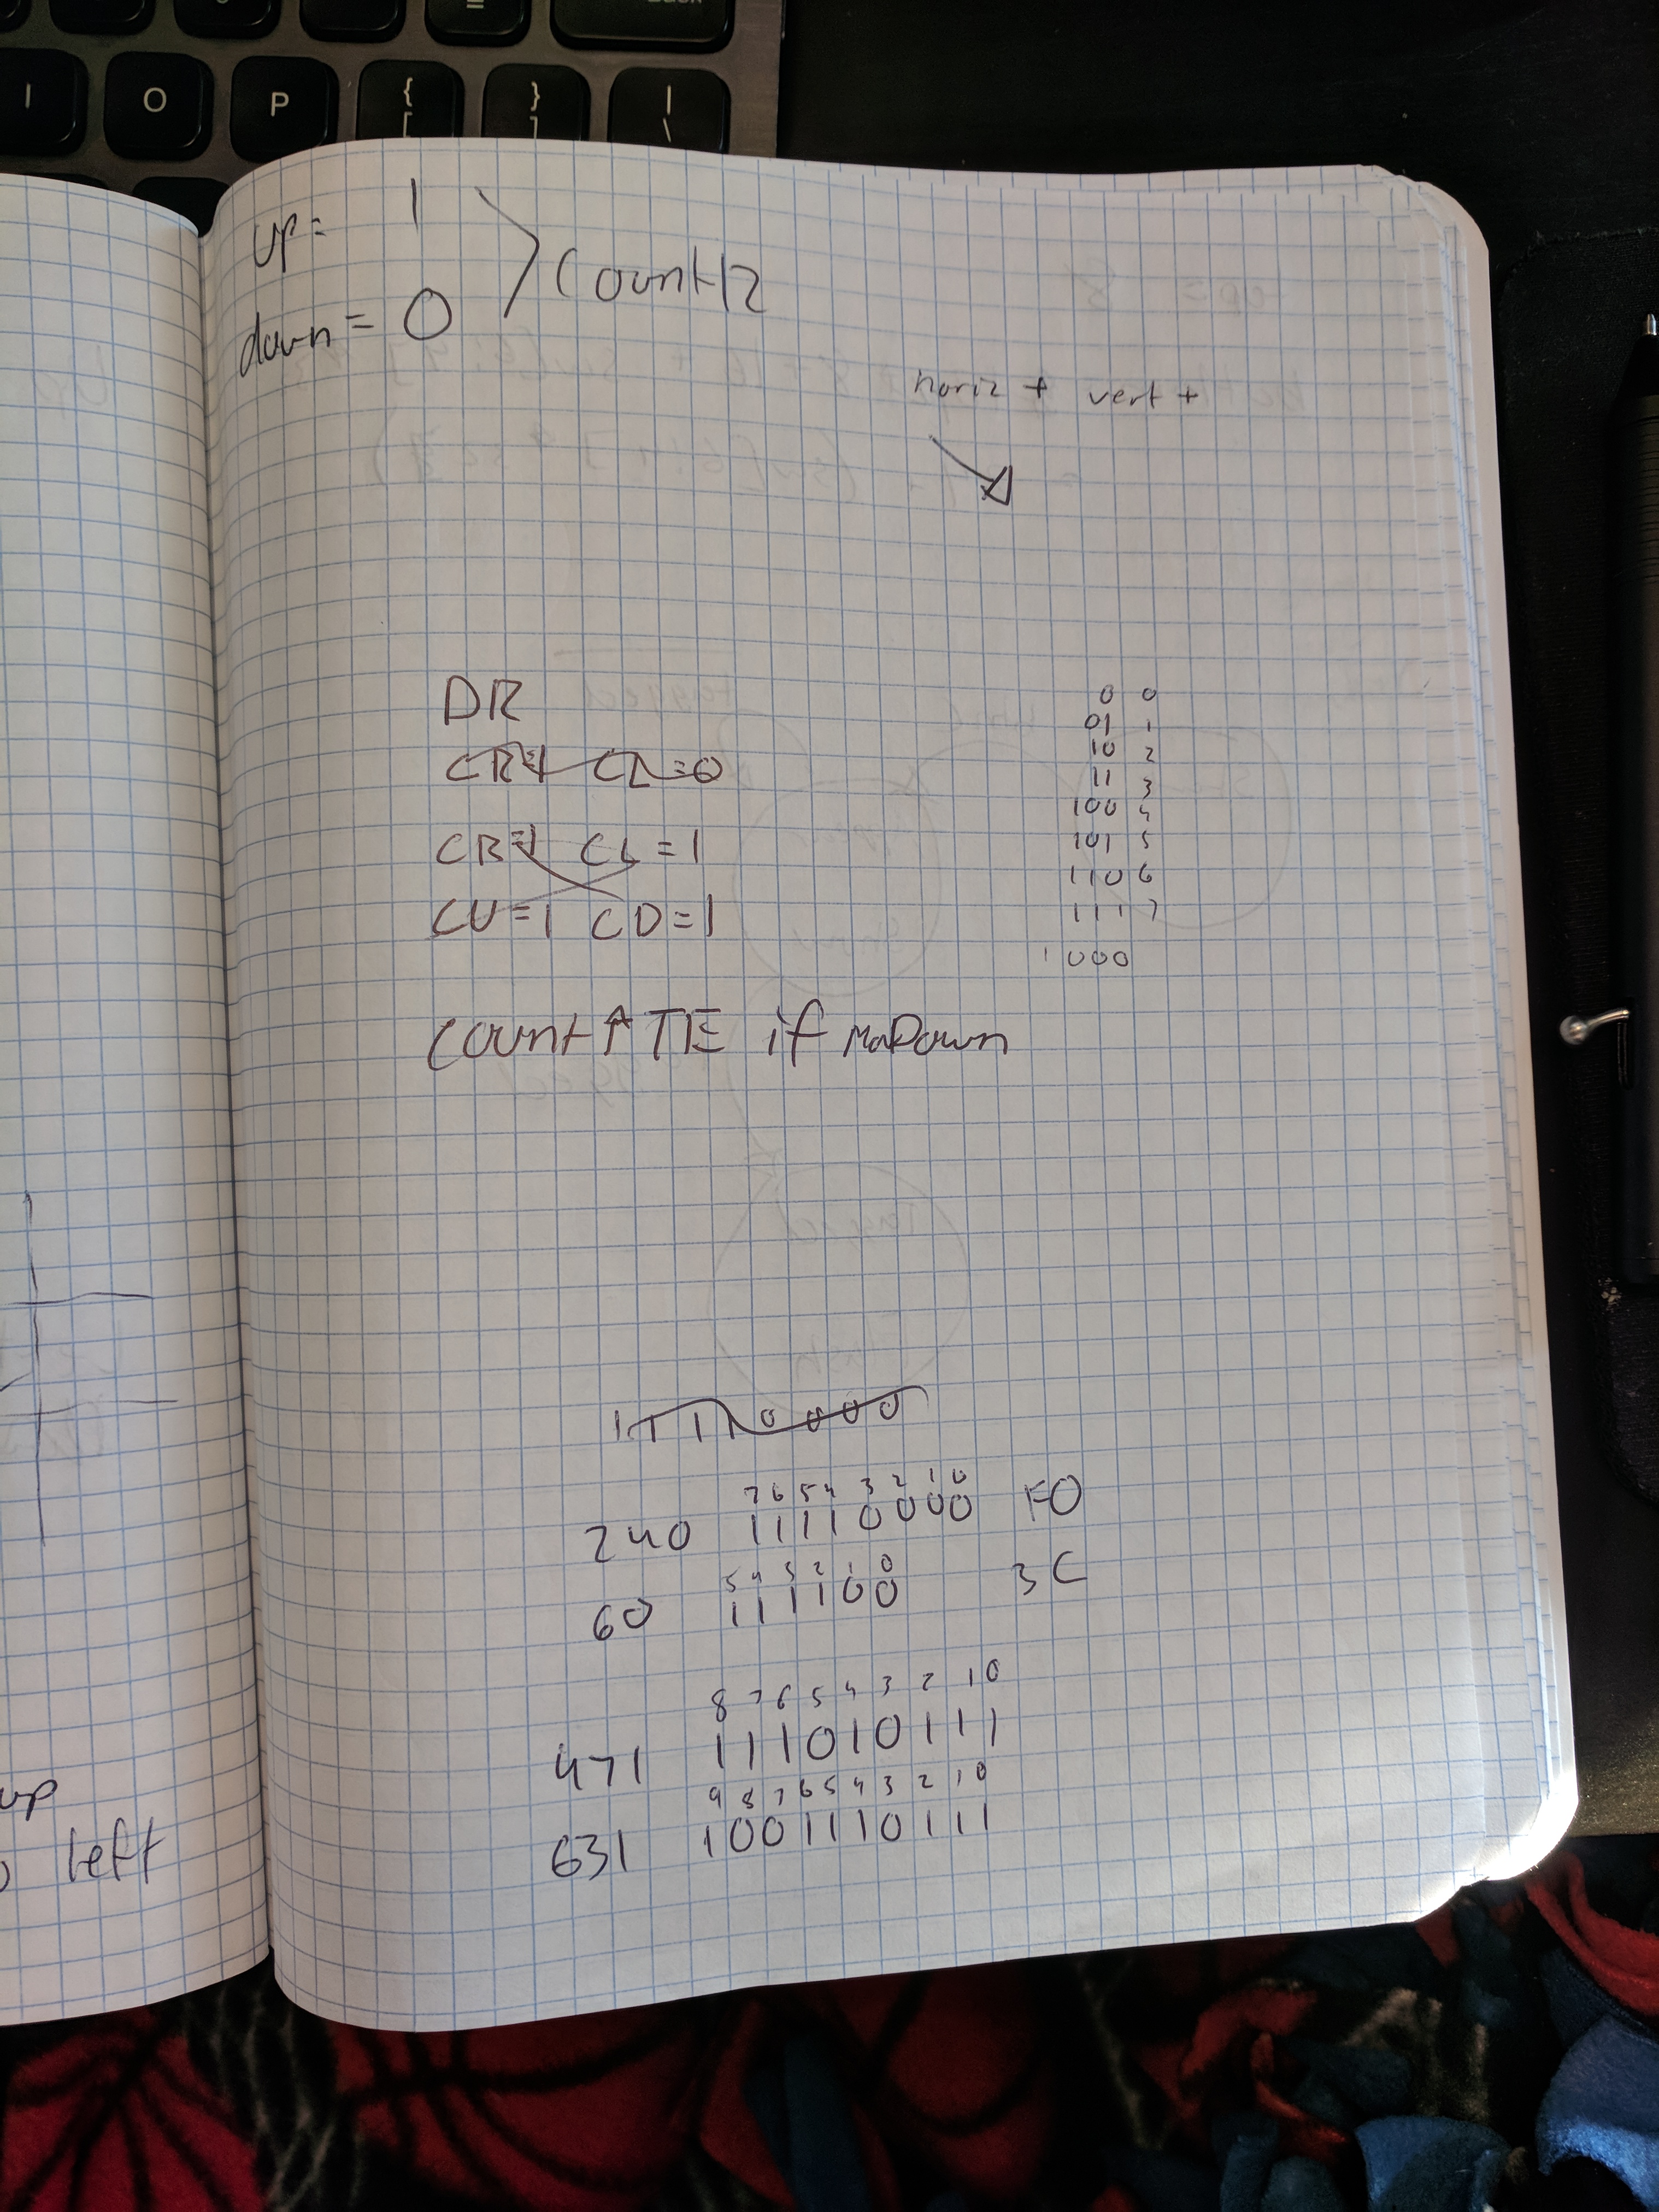 I O P { [ } ] | \
up = 1
down = 0
Count12
horiz + vert +
DR
CR=1 CL=0
CR=1 CL=1
CU=1 CD=1
0 0
01 1
10 2
11 3
100 4
101 5
110 6
111 7
1000
CountATE if MoDown
11110000
7 6 5 4 3 2 1 0
240 11110000 F0
5 4 3 2 1 0
60 111100 3C
8 7 6 5 4 3 2 1 0
471 111010111
9 8 7 6 5 4 3 2 1 0
631 1001110111
up
left